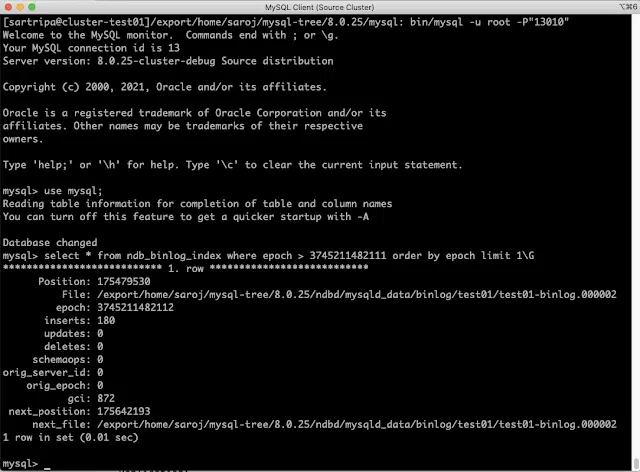 MySQL Client (Source Cluster)
⌥⌘6
[sartripa@cluster-test01]/export/home/saroj/mysql-tree/8.0.25/mysql: bin/mysql -u root -P"13010"
Welcome to the MySQL monitor.  Commands end with ; or \g.
Your MySQL connection id is 13
Server version: 8.0.25-cluster-debug Source distribution

Copyright (c) 2000, 2021, Oracle and/or its affiliates.

Oracle is a registered trademark of Oracle Corporation and/or its
affiliates. Other names may be trademarks of their respective
owners.

Type 'help;' or '\h' for help. Type '\c' to clear the current input statement.

mysql> use mysql;
Reading table information for completion of table and column names
You can turn off this feature to get a quicker startup with -A

Database changed
mysql> select * from ndb_binlog_index where epoch > 3745211482111 order by epoch limit 1\G
*************************** 1. row ***************************
      Position: 175479530
          File: /export/home/saroj/mysql-tree/8.0.25/ndbd/mysqld_data/binlog/test01/test01-binlog.000002
         epoch: 3745211482112
       inserts: 180
       updates: 0
       deletes: 0
     schemaops: 0
orig_server_id: 0
    orig_epoch: 0
           gci: 872
 next_position: 175642193
     next_file: /export/home/saroj/mysql-tree/8.0.25/ndbd/mysqld_data/binlog/test01/test01-binlog.000002
1 row in set (0.01 sec)

mysql> _